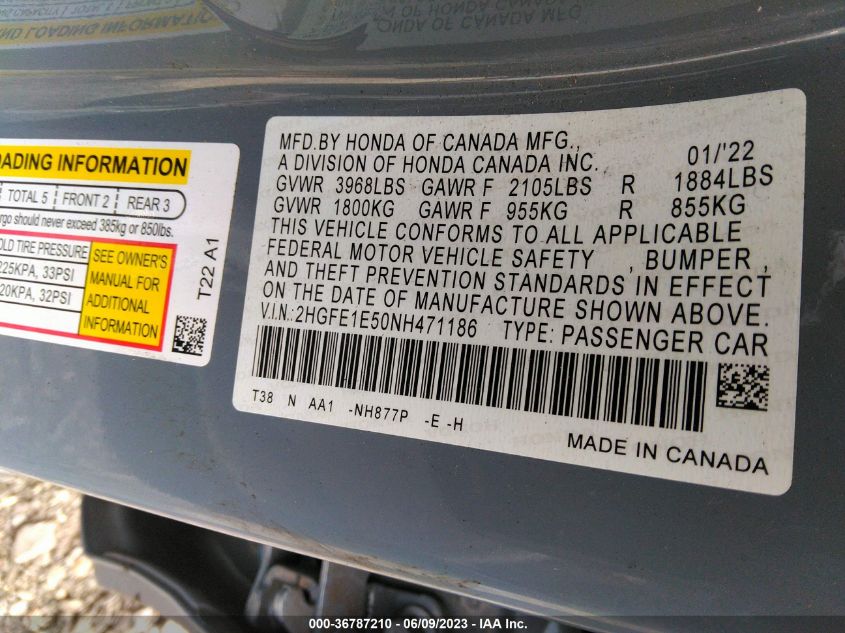 MFD.BY HONDA OF CANADA MFG.,
A DIVISION OF HONDA CANADA INC. 01/'22
GVWR 3968LBS GAWR F 2105LBS R 1884LBS
GVWR 1800KG GAWR F 955KG R 855KG
THIS VEHICLE CONFORMS TO ALL APPLICABLE
FEDERAL MOTOR VEHICLE SAFETY , BUMPER ,
AND THEFT PREVENTION STANDARDS IN EFFECT
ON THE DATE OF MANUFACTURE SHOWN ABOVE.
V.I.N.:2HGFE1E50NH471186 TYPE: PASSENGER CAR
T38 N AA1 -NH877P -E -H
MADE IN CANADA
ADING INFORMATION
TOTAL 5 FRONT 2 REAR 3
rgo should never exceed 385kg or 850lbs.
OLD TIRE PRESSURE
225KPA, 33PSI
20KPA, 32PSI
SEE OWNER'S
MANUAL FOR
ADDITIONAL
INFORMATION
T22 A1
000-36787210 - 06/09/2023 - IAA Inc.